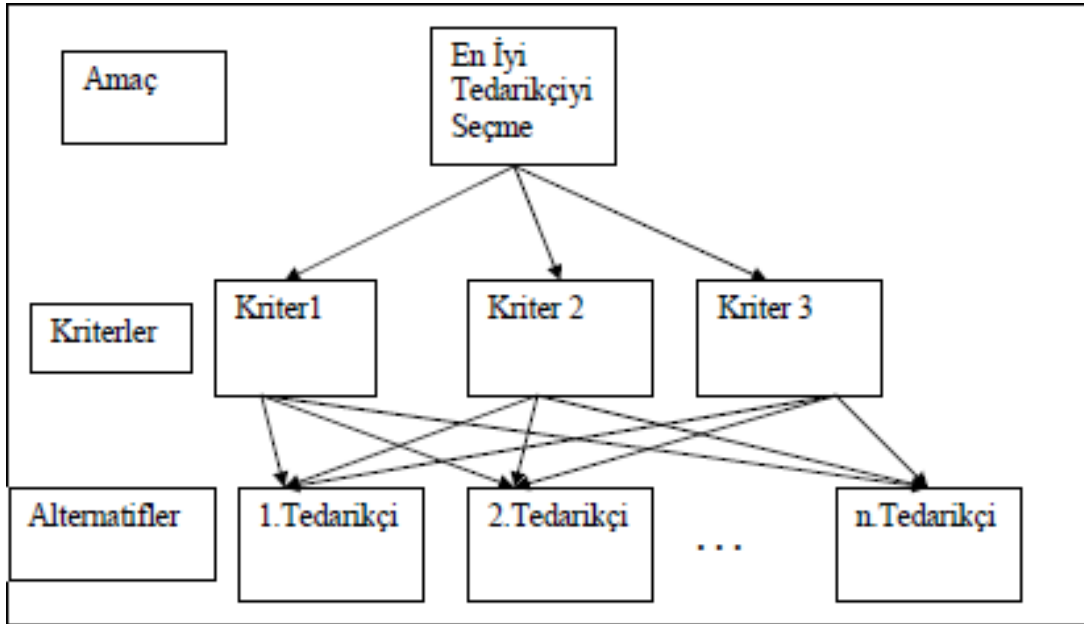 Amaç
En İyi
Tedarikçiyi
Seçme
Kriterler
Kriter1
Kriter 2
Kriter 3
Alternatifler
1.Tedarikçi
2.Tedarikçi
...
n.Tedarikçi